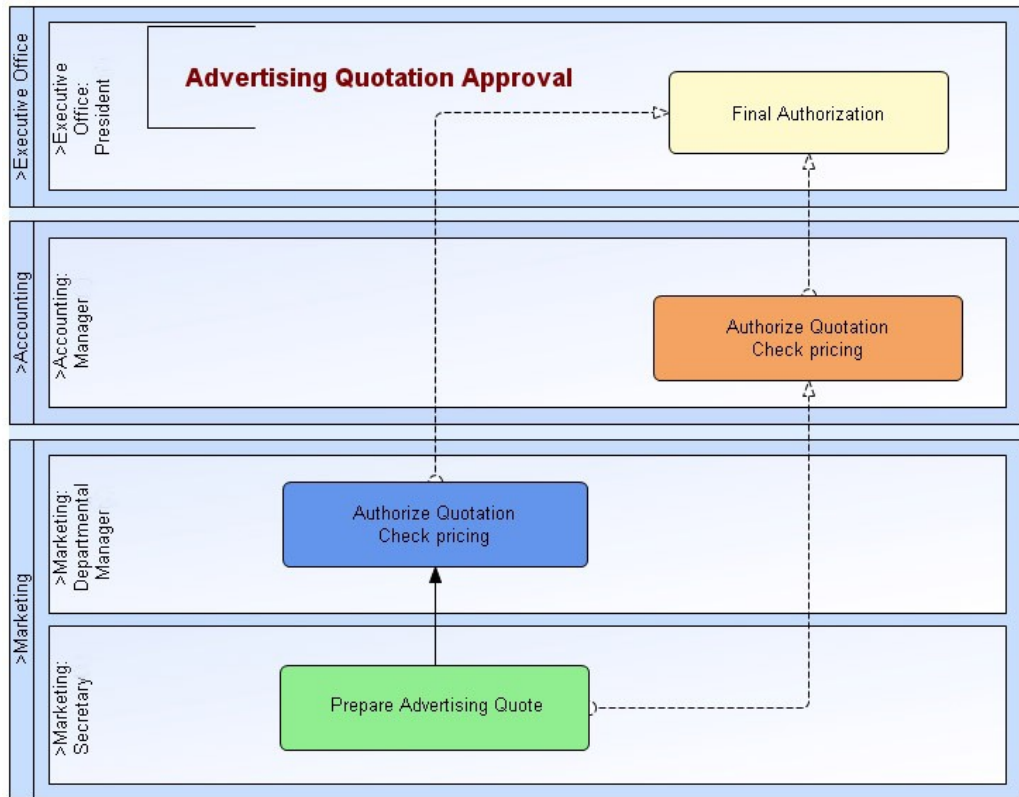 >Executive Office
>Executive
Office:
President
Advertising Quotation Approval
Final Authorization
>Accounting
>Accounting:
Manager
Authorize Quotation
Check pricing
>Marketing
>Marketing:
Departmental
Manager
Authorize Quotation
Check pricing
>Marketing:
Secretary
Prepare Advertising Quote